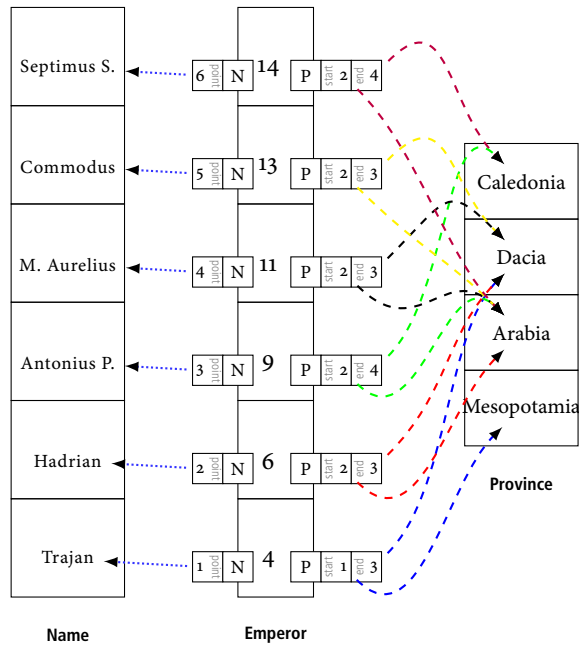 Septimus S.
6 point N 14 P start 2 end 4
Commodus
5 point N 13 P start 2 end 3
Caledonia
M. Aurelius
4 point N 11 P start 2 end 3
Dacia
Arabia
Antonius P.
3 point N 9 P start 2 end 4
Mesopotamia
Hadrian
2 point N 6 P start 2 end 3
Province
Trajan
1 point N 4 P start 1 end 3
Name
Emperor